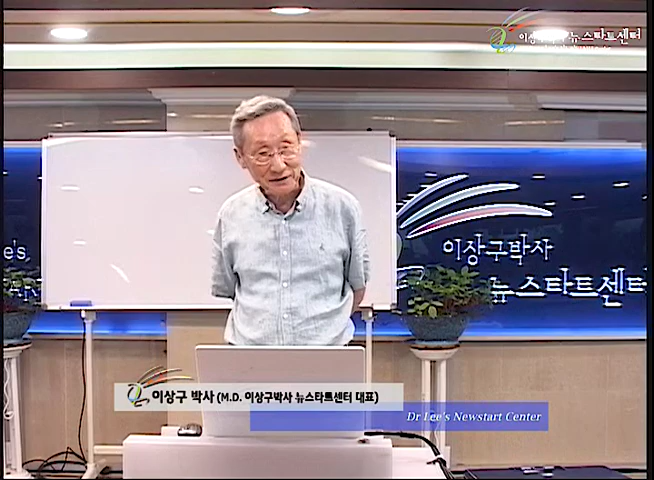 이상구박사 뉴스타트센터
e's,
이상구박사
뉴스타트센터
이상구 박사 (M.D. 이상구박사 뉴스타트센터 대표)
Dr Lee's Newstart Center